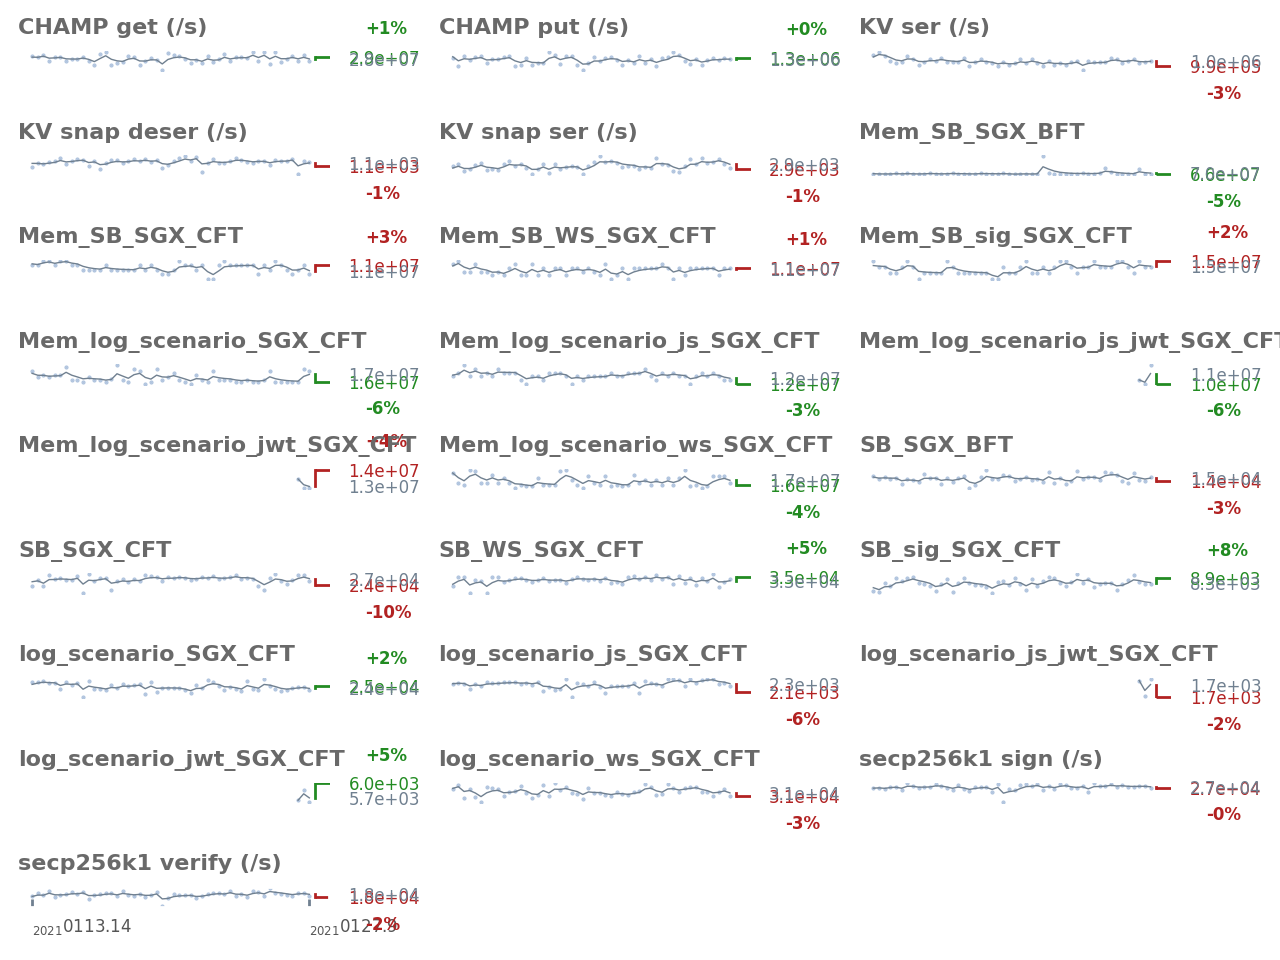 CHAMP get (/s)
+1%
2.9e+07
2.8e+07
CHAMP put (/s)
+0%
1.3e+06
1.3e+06
KV ser (/s)
1.0e+06
9.9e+05
-3%
KV snap deser (/s)
1.1e+03
1.1e+03
-1%
KV snap ser (/s)
2.9e+03
2.9e+03
-1%
Mem_SB_SGX_BFT
7.0e+07
6.6e+07
-5%
Mem_SB_SGX_CFT
+3%
1.1e+07
1.1e+07
Mem_SB_WS_SGX_CFT
+1%
1.1e+07
1.1e+07
Mem_SB_sig_SGX_CFT
+2%
1.5e+07
1.5e+07
Mem_log_scenario_SGX_CFT
1.7e+07
1.6e+07
-6%
Mem_log_scenario_js_SGX_CFT
1.2e+07
1.2e+07
-3%
Mem_log_scenario_js_jwt_SGX_CFT
1.1e+07
1.0e+07
-6%
Mem_log_scenario_jwt_SGX_CFT
+4%
1.4e+07
1.3e+07
Mem_log_scenario_ws_SGX_CFT
1.7e+07
1.6e+07
-4%
SB_SGX_BFT
1.5e+04
1.4e+04
-3%
SB_SGX_CFT
2.7e+04
2.4e+04
-10%
SB_WS_SGX_CFT
+5%
3.5e+04
3.3e+04
SB_sig_SGX_CFT
+8%
8.9e+03
8.3e+03
log_scenario_SGX_CFT
+2%
2.5e+04
2.4e+04
log_scenario_js_SGX_CFT
2.3e+03
2.1e+03
-6%
log_scenario_js_jwt_SGX_CFT
1.7e+03
1.7e+03
-2%
log_scenario_jwt_SGX_CFT
+5%
6.0e+03
5.7e+03
log_scenario_ws_SGX_CFT
3.1e+04
3.1e+04
-3%
secp256k1 sign (/s)
2.7e+04
2.7e+04
-0%
secp256k1 verify (/s)
1.8e+04
1.8e+04
-2%
20210113.14